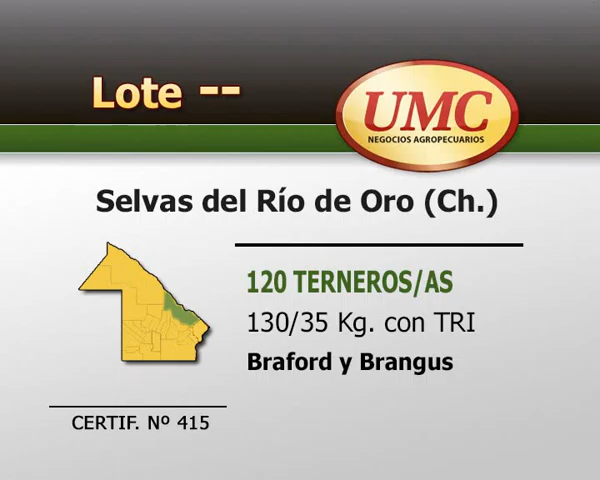 Lote --
UMC
NEGOCIOS AGROPECUARIOS
Selvas del Río de Oro (Ch.)
120 TERNEROS/AS
130/35 Kg. con TRI
Braford y Brangus
CERTIF. Nº 415